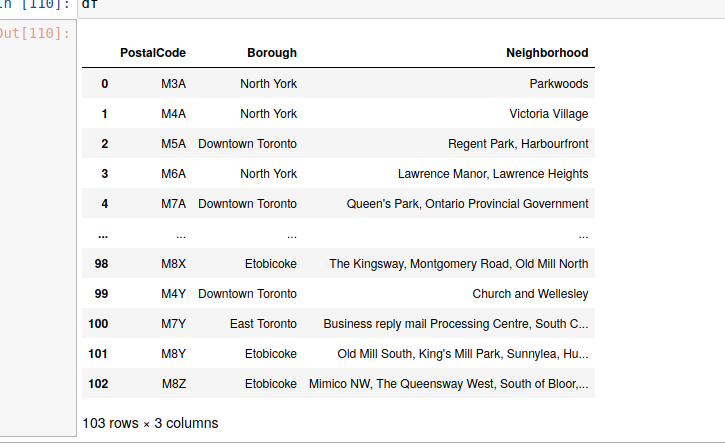 In [110]: df
Out[110]:
PostalCode Borough Neighborhood
0 M3A North York Parkwoods
1 M4A North York Victoria Village
2 M5A Downtown Toronto Regent Park, Harbourfront
3 M6A North York Lawrence Manor, Lawrence Heights
4 M7A Downtown Toronto Queen's Park, Ontario Provincial Government
... ... ... ...
98 M8X Etobicoke The Kingsway, Montgomery Road, Old Mill North
99 M4Y Downtown Toronto Church and Wellesley
100 M7Y East Toronto Business reply mail Processing Centre, South C...
101 M8Y Etobicoke Old Mill South, King's Mill Park, Sunnylea, Hu...
102 M8Z Etobicoke Mimico NW, The Queensway West, South of Bloor,...
103 rows × 3 columns